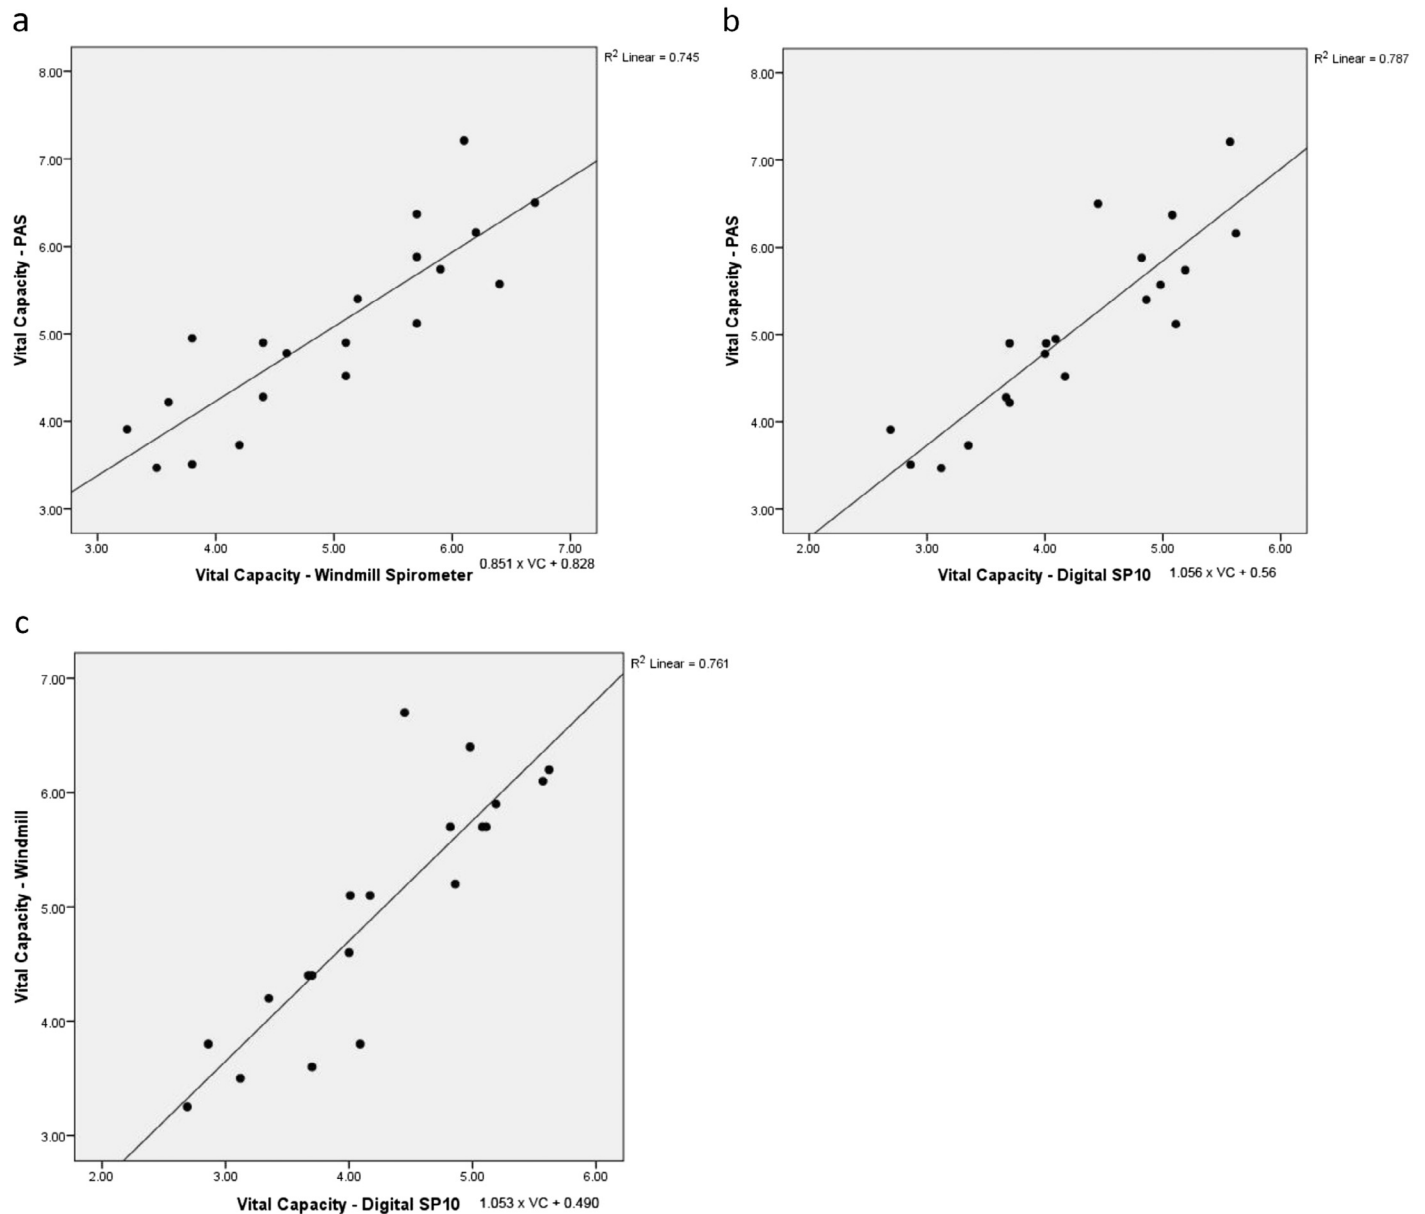 a
R2 Linear = 0.745
8.00
7.00
6.00
5.00
4.00
3.00
Vital Capacity - PAS
3.00 4.00 5.00 6.00 7.00
Vital Capacity - Windmill Spirometer 0.851 x VC + 0.828
b
R2 Linear = 0.787
8.00
7.00
6.00
5.00
4.00
3.00
Vital Capacity - PAS
2.00 3.00 4.00 5.00 6.00
Vital Capacity - Digital SP10 1.056 x VC + 0.56
c
R2 Linear = 0.761
7.00
6.00
5.00
4.00
3.00
Vital Capacity - Windmill
2.00 3.00 4.00 5.00 6.00
Vital Capacity - Digital SP10 1.053 x VC + 0.490